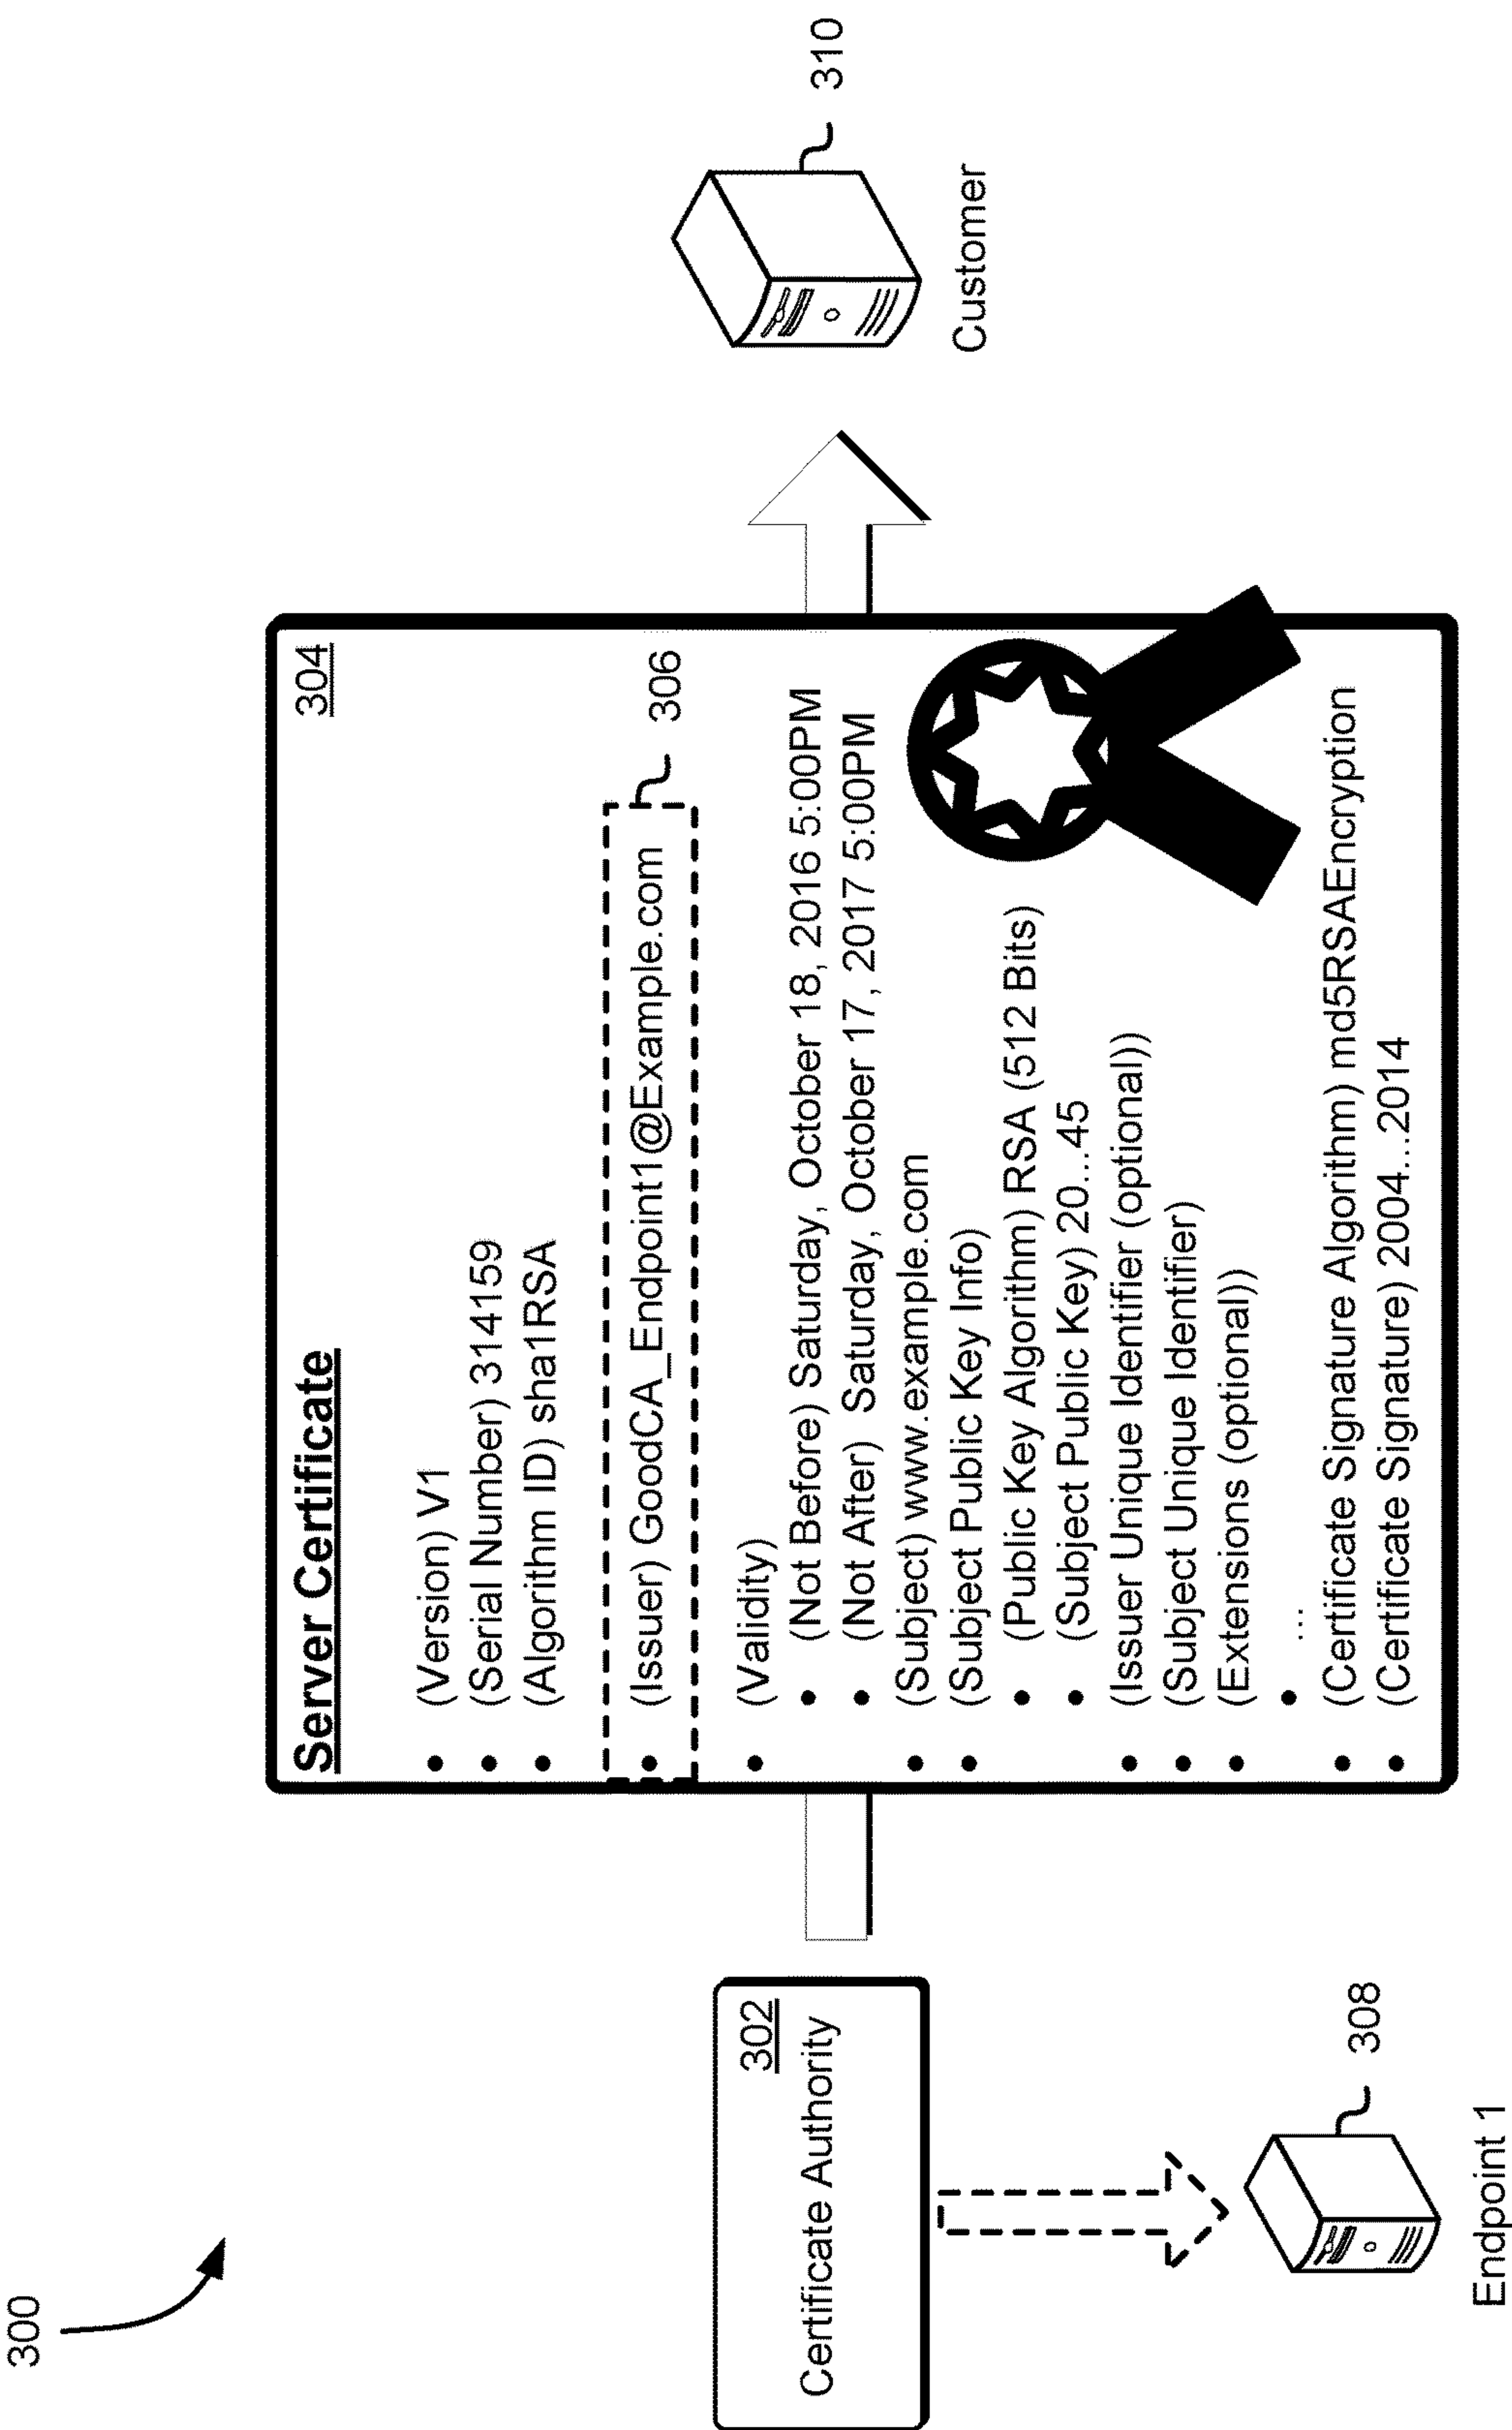 300
302
Certificate Authority
308
Endpoint 1
Server Certificate
304
• (Version) V1
• (Serial Number) 314159
• (Algorithm ID) sha1RSA
• (Issuer) GoodCA_Endpoint1@Example.com
306
• (Validity)
• (Not Before) Saturday, October 18, 2016 5:00PM
• (Not After) Saturday, October 17, 2017 5:00PM
• (Subject) www.example.com
• (Subject Public Key Info)
• (Public Key Algorithm) RSA (512 Bits)
• (Subject Public Key) 20...45
• (Issuer Unique Identifier (optional))
• (Subject Unique Identifier)
• (Extensions (optional))
• ...
• (Certificate Signature Algorithm) md5RSAEncryption
• (Certificate Signature) 2004...2014
310
Customer